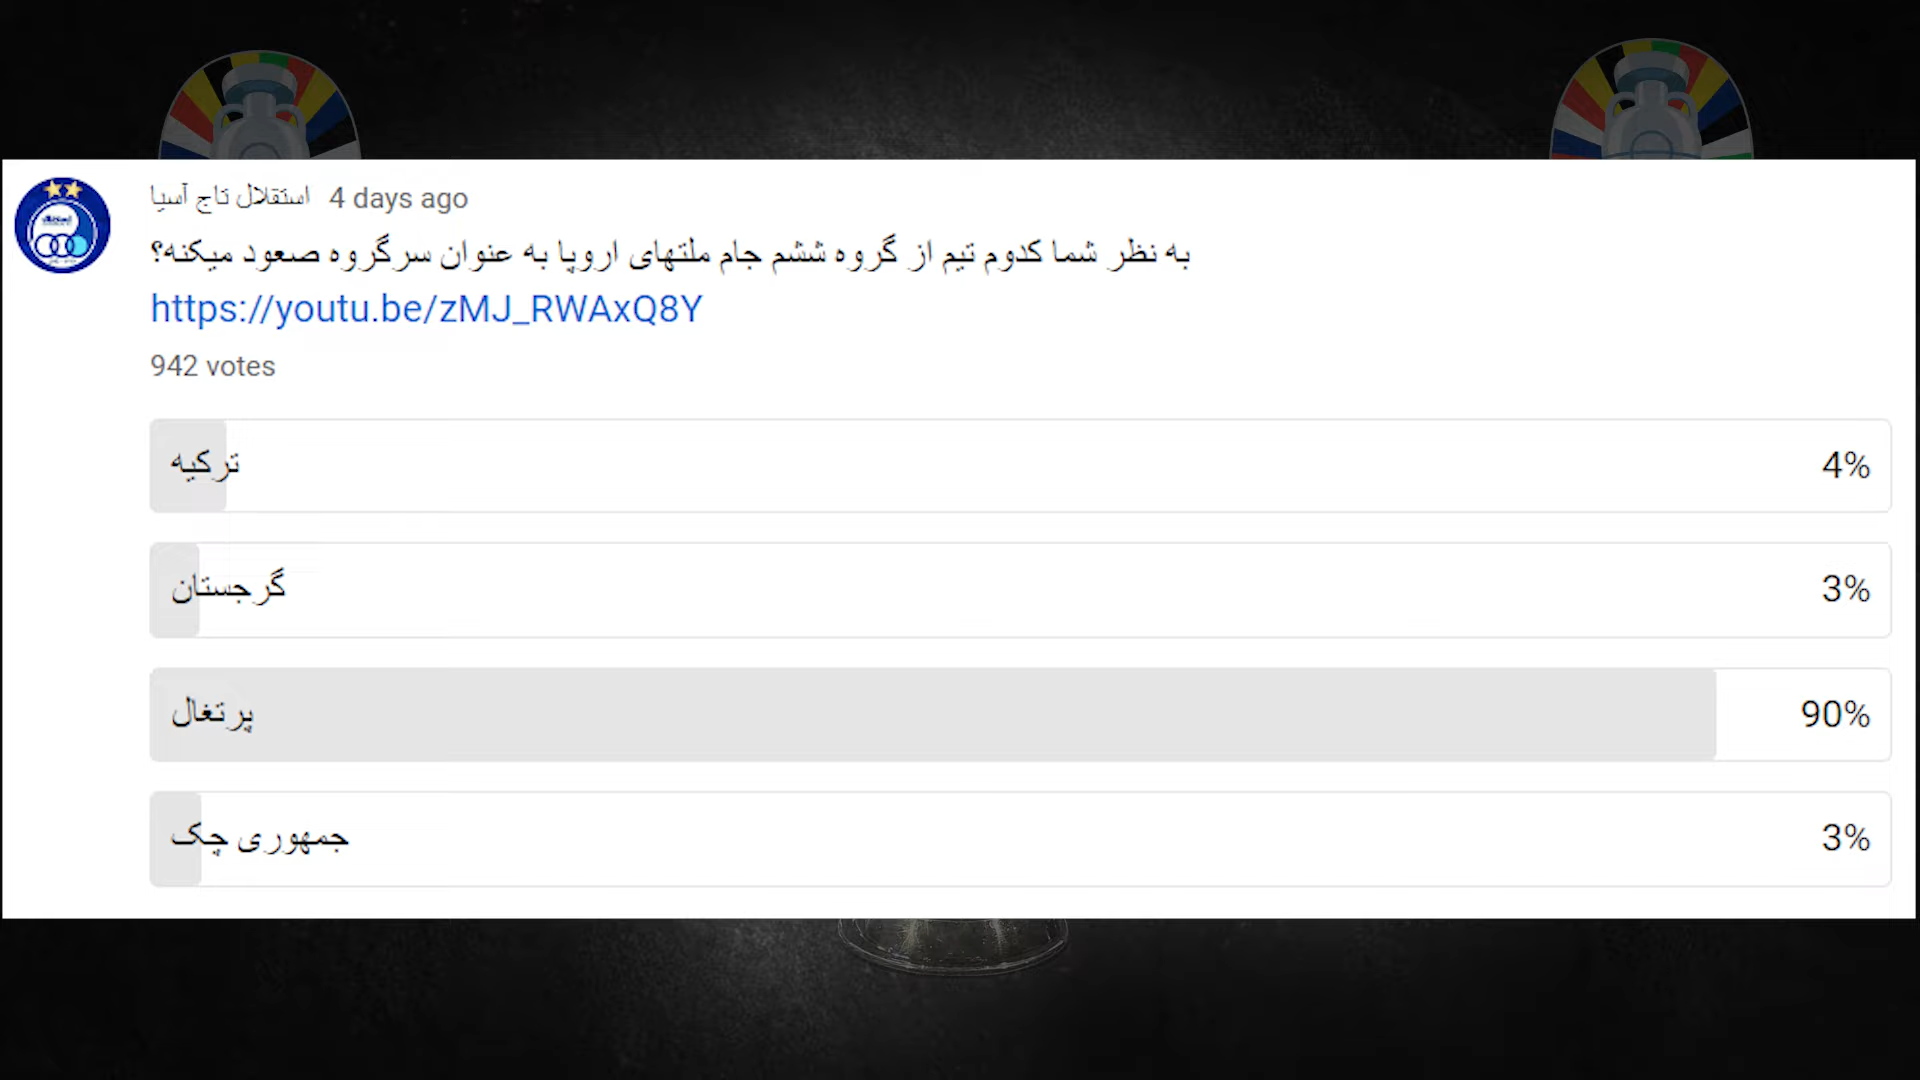 استقلال تاج آسیا 4 days ago
به نظر شما کدوم تیم از گروه ششم جام ملتهای اروپا به عنوان سرگروه صعود میکنه؟
https://youtu.be/zMJ_RWAxQ8Y
942 votes
ترکیه 4%
گرجستان 3%
پرتغال 90%
جمهوری چک 3%